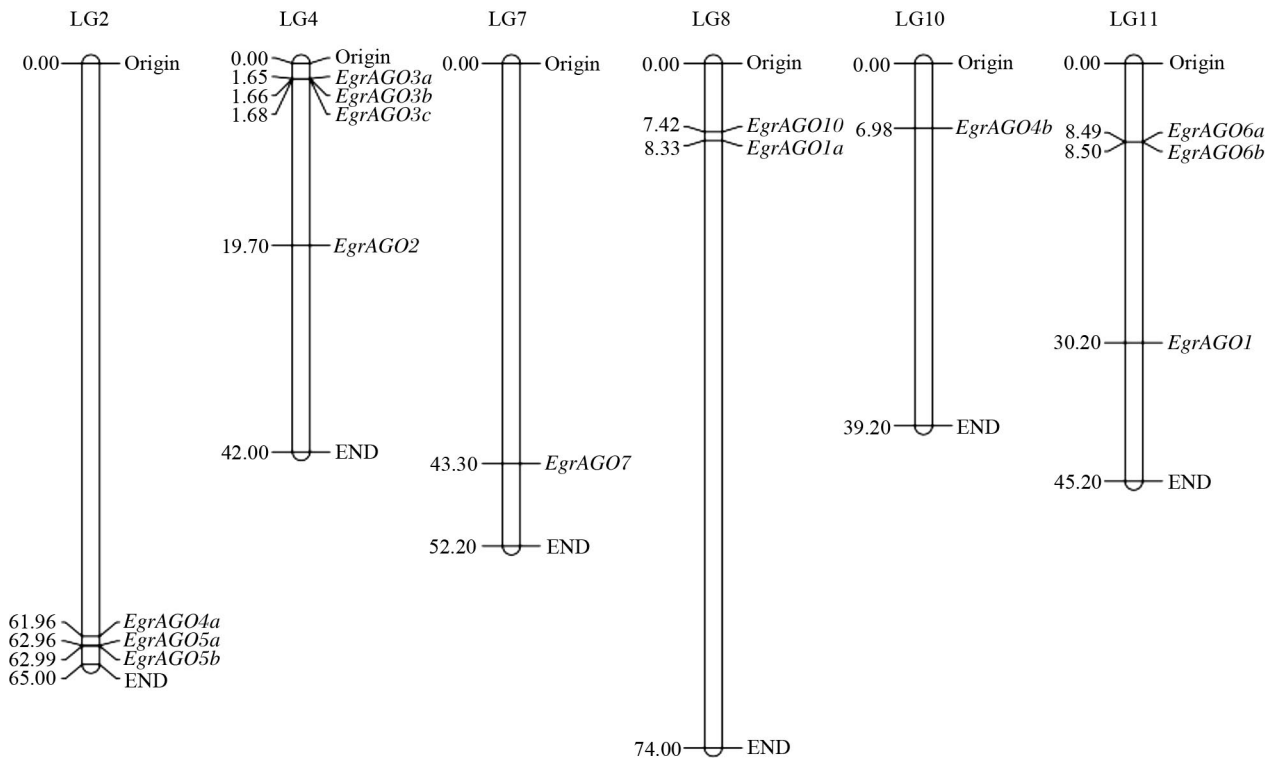 LG2
0.00 Origin
61.96 EgrAGO4a
62.96 EgrAGO5a
62.99 EgrAGO5b
65.00 END
LG4
0.00 Origin
1.65 EgrAGO3a
1.66 EgrAGO3b
1.68 EgrAGO3c
19.70 EgrAGO2
42.00 END
LG7
0.00 Origin
43.30 EgrAGO7
52.20 END
LG8
0.00 Origin
7.42 EgrAGO10
8.33 EgrAGO1a
74.00 END
LG10
0.00 Origin
6.98 EgrAGO4b
39.20 END
LG11
0.00 Origin
8.49 EgrAGO6a
8.50 EgrAGO6b
30.20 EgrAGO1
45.20 END